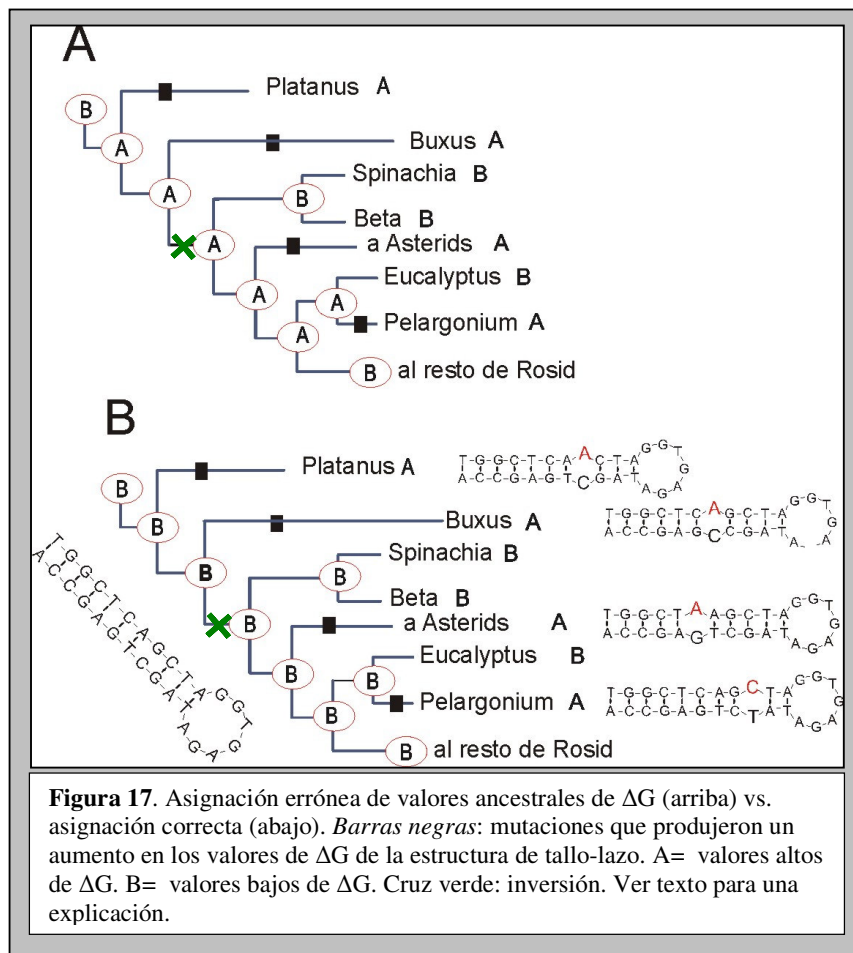 A
Platanus A
B
A
Buxus A
A
Spinachia B
B
Beta B
A
a Asterids A
A
Eucalyptus B
A
Pelargonium A
A
B al resto de Rosid
B
Platanus A
B
B
Buxus A
B
Spinachia B
B
Beta B
B
a Asterids A
B
Eucalyptus B
B
Pelargonium A
B
B al resto de Rosid
Figura 17. Asignación errónea de valores ancestrales de ΔG (arriba) vs.
asignación correcta (abajo). Barras negras: mutaciones que produjeron un
aumento en los valores de ΔG de la estructura de tallo-lazo. A= valores altos
de ΔG. B= valores bajos de ΔG. Cruz verde: inversión. Ver texto para una
explicación.